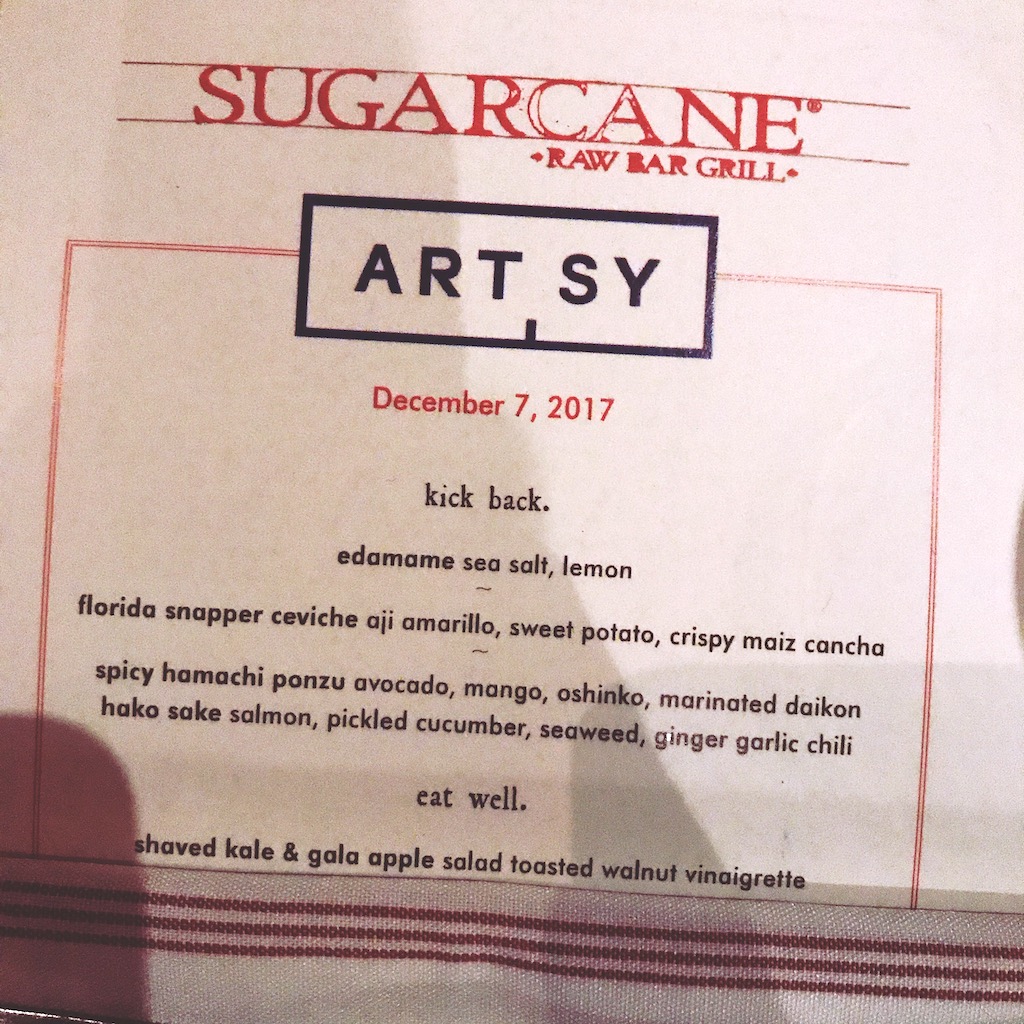 SUGARCANE®
•RAW BAR GRILL•
ART SY
December 7, 2017
kick back.
edamame sea salt, lemon
~
florida snapper ceviche aji amarillo, sweet potato, crispy maiz cancha
~
spicy hamachi ponzu avocado, mango, oshinko, marinated daikon
hako sake salmon, pickled cucumber, seaweed, ginger garlic chili
eat well.
shaved kale & gala apple salad toasted walnut vinaigrette